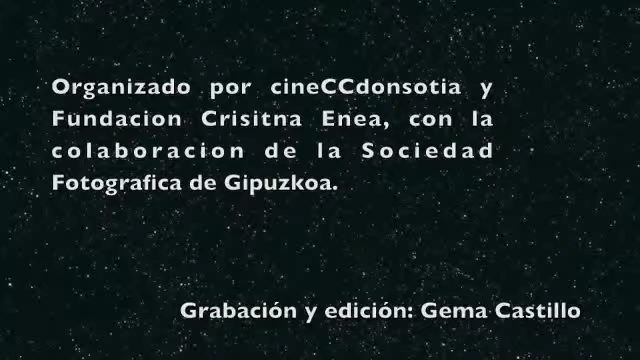 Organizado por cineCCdonsotia y
Fundacion Crisitna Enea, con la
colaboracion de la Sociedad
Fotografica de Gipuzkoa.
Grabación y edición: Gema Castillo